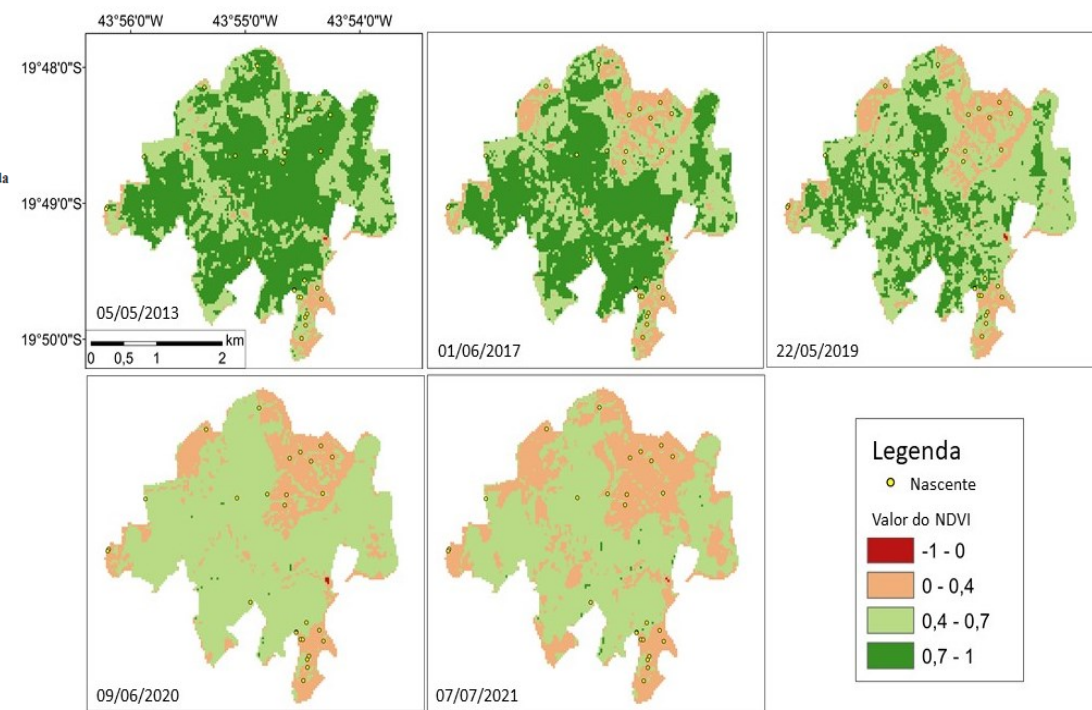 43°56'0"W 43°55'0"W 43°54'0"W
19°48'0"S
da
19°49'0"S
19°50'0"S
05/05/2013
0 0,5 1 2 km
01/06/2017
22/05/2019
09/06/2020
07/07/2021
Legenda
Nascente
Valor do NDVI
-1 - 0
0 - 0,4
0,4 - 0,7
0,7 - 1